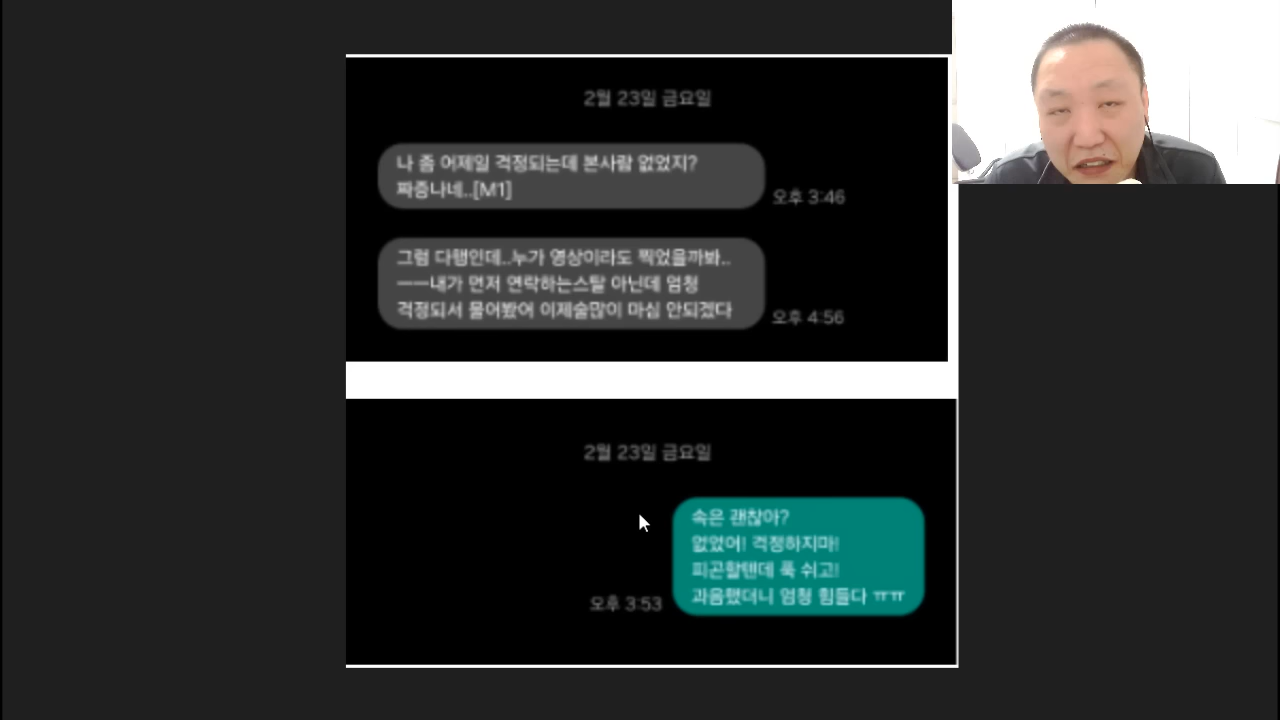 2월 23일 금요일
나 좀 어제일 걱정되는데 본사람 없었지?
짜증나네..[M1]
오후 3:46
그럼 다행인데..누가 영상이라도 찍었을까봐..
ㅡㅡ내가 먼저 연락하는스탈 아닌데 엄청
걱정되서 물어봤어 이제술많이 마심 안되겠다
오후 4:56
2월 23일 금요일
속은 괜찮아?
없었어! 걱정하지마!
피곤할텐데 푹 쉬고!
과음했더니 엄청 힘들다 ㅠㅠ
오후 3:53